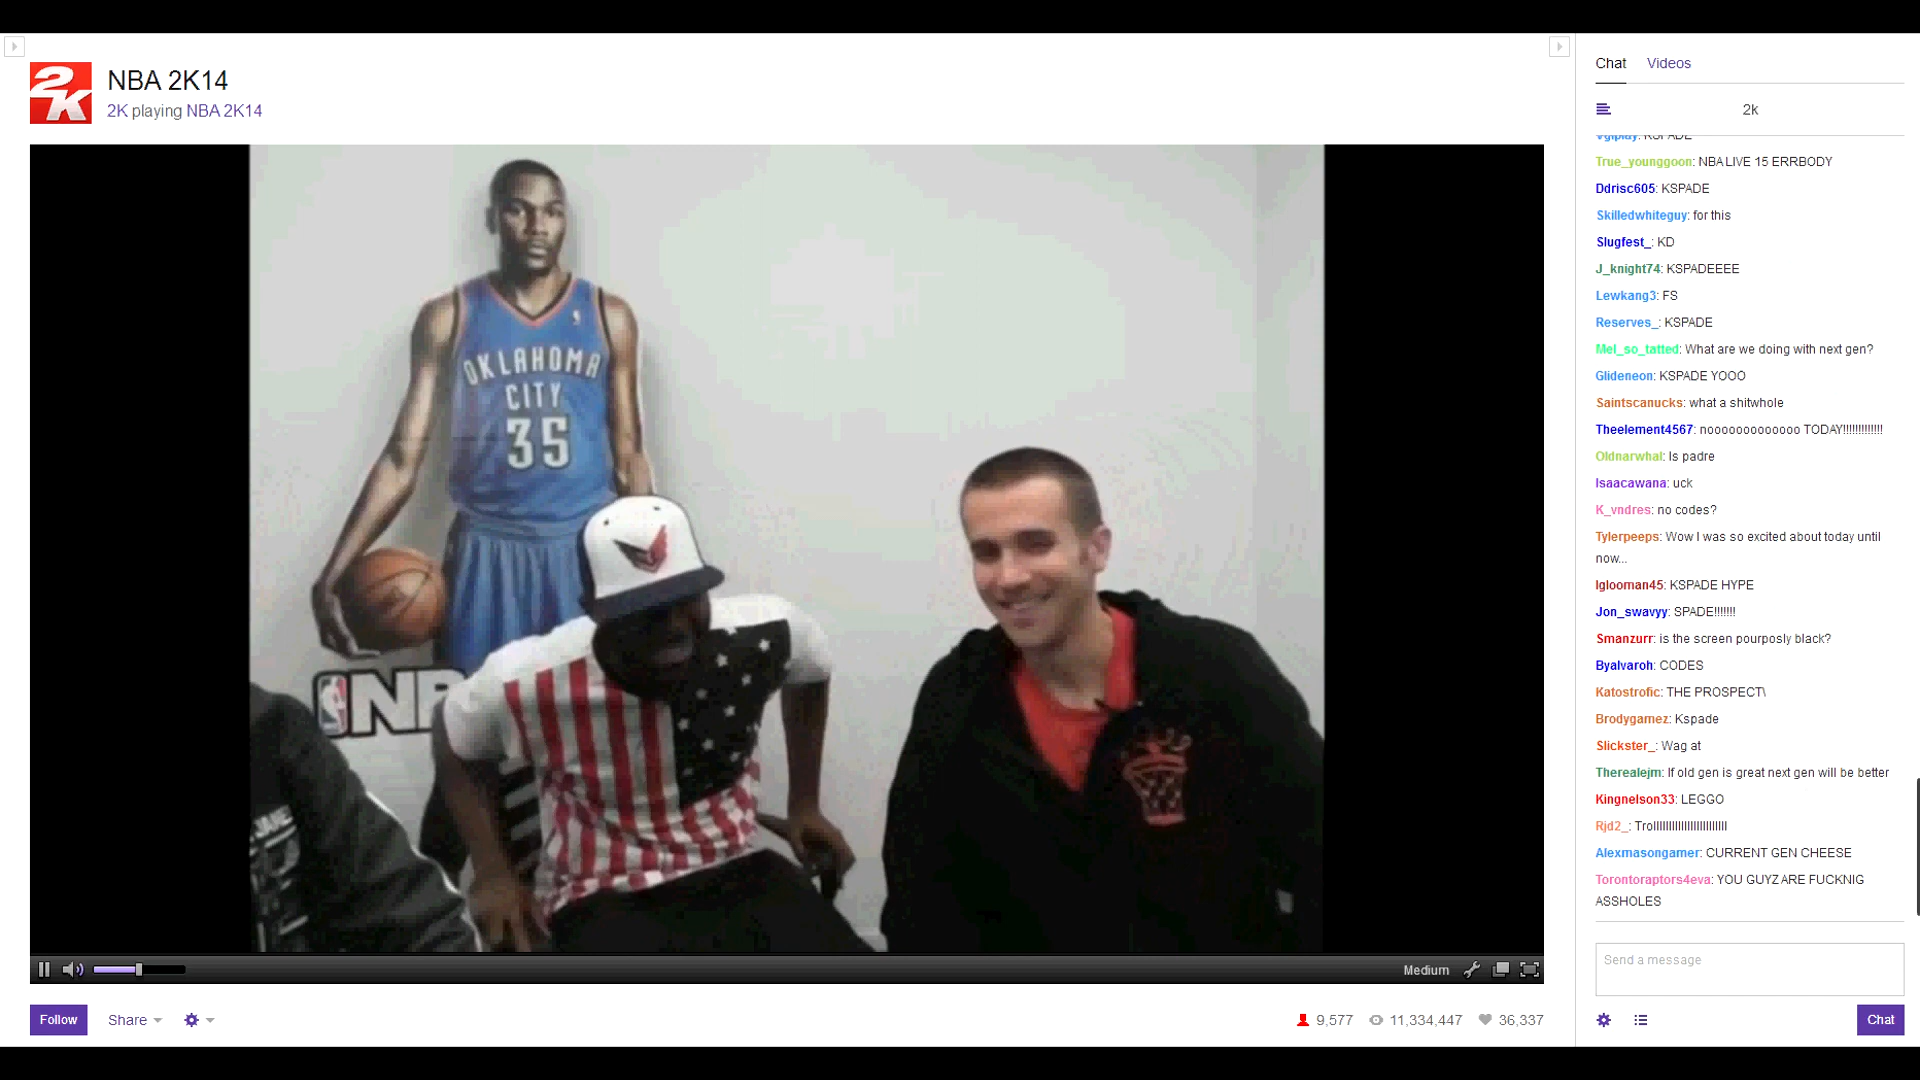 2K
NBA 2K14
2K playing NBA 2K14
OKLAHOMA
CITY
35
Medium
Follow
Share
9,577
11,334,447
36,337
Chat Videos
2k
True_younggoon: NBA LIVE 15 ERRBODY
Ddrisc605: KSPADE
Skilledwhiteguy: for this
Slugfest_: KD
J_knight74: KSPADEEEE
Lewkang3: FS
Reserves_: KSPADE
Mel_so_tatted: What are we doing with next gen?
Glideneon: KSPADE YOOO
Saintscanucks: what a shitwhole
Theelement4567: nooooooooooooo TODAY!!!!!!!!!!!!!
Oldnarwhal: Is padre
Isaacawana: uck
K_vndres: no codes?
Tylerpeeps: Wow I was so excited about today until
now...
Iglooman45: KSPADE HYPE
Jon_swavyy: SPADE!!!!!!!
Smanzurr: is the screen pourposly black?
Byalvaroh: CODES
Katostrofic: THE PROSPECT\
Brodygamez: Kspade
Slickster_: Wag at
Therealejm: If old gen is great next gen will be better
Kingnelson33: LEGGO
Rjd2_: Trolllllllllllllllllllllll
Alexmasongamer: CURRENT GEN CHEESE
Torontoraptors4eva: YOU GUYZ ARE FUCKNIG
ASSHOLES
Send a message
Chat